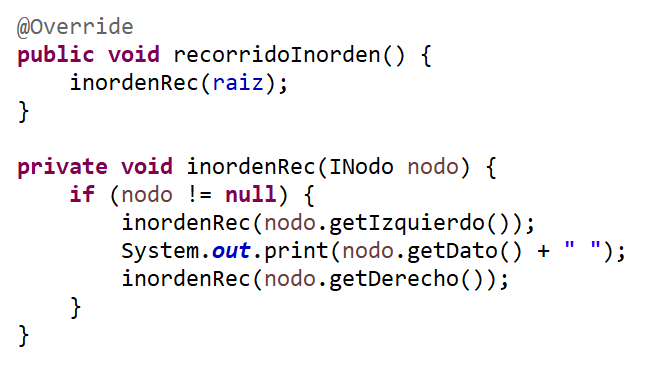 @Override
public void recorridoInorden() {
    inordenRec(raiz);
}

private void inordenRec(INodo nodo) {
    if (nodo != null) {
        inordenRec(nodo.getIzquierdo());
        System.out.print(nodo.getDato() + " ");
        inordenRec(nodo.getDerecho());
    }
}